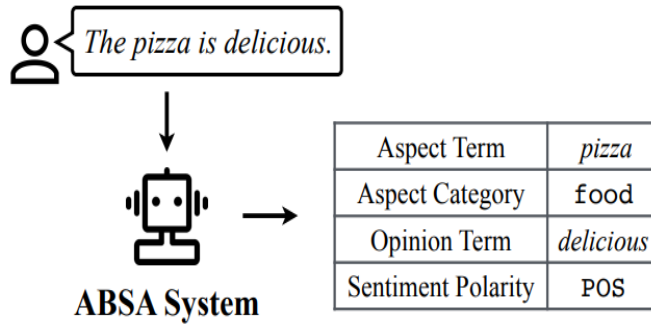 The pizza is delicious.
ABSA System
Aspect Term pizza
Aspect Category food
Opinion Term delicious
Sentiment Polarity POS